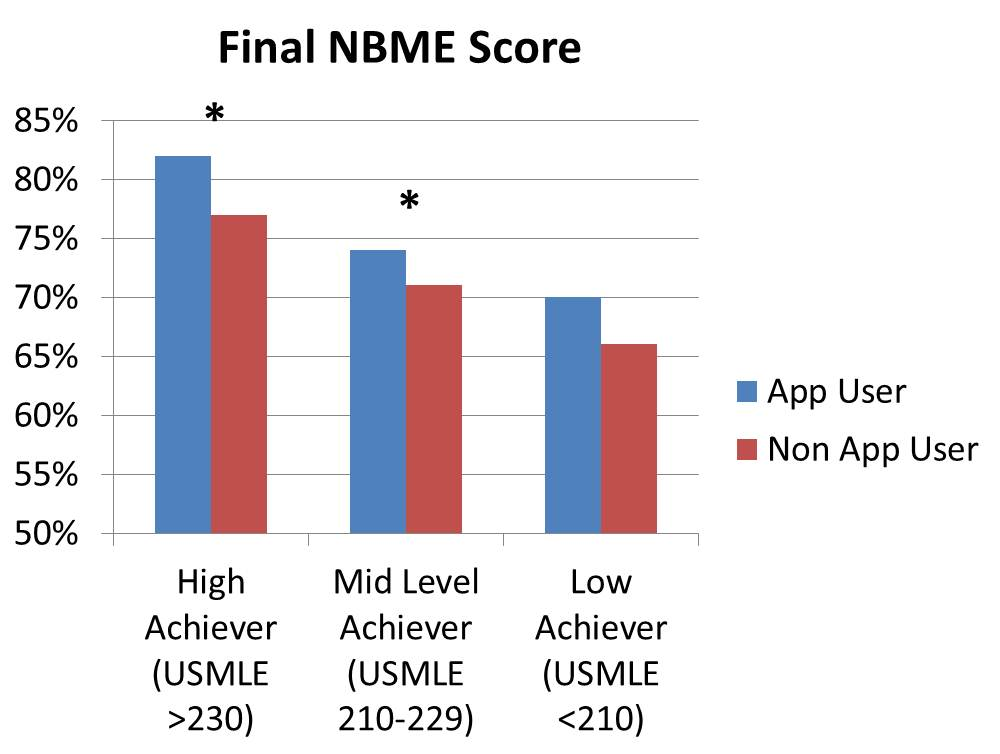 Final NBME Score
*
*
85%
80%
75%
70%
65%
60%
55%
50%
High
Achiever
(USMLE
>230)
Mid Level
Achiever
(USMLE
210-229)
Low
Achiever
(USMLE
<210)
App User
Non App User